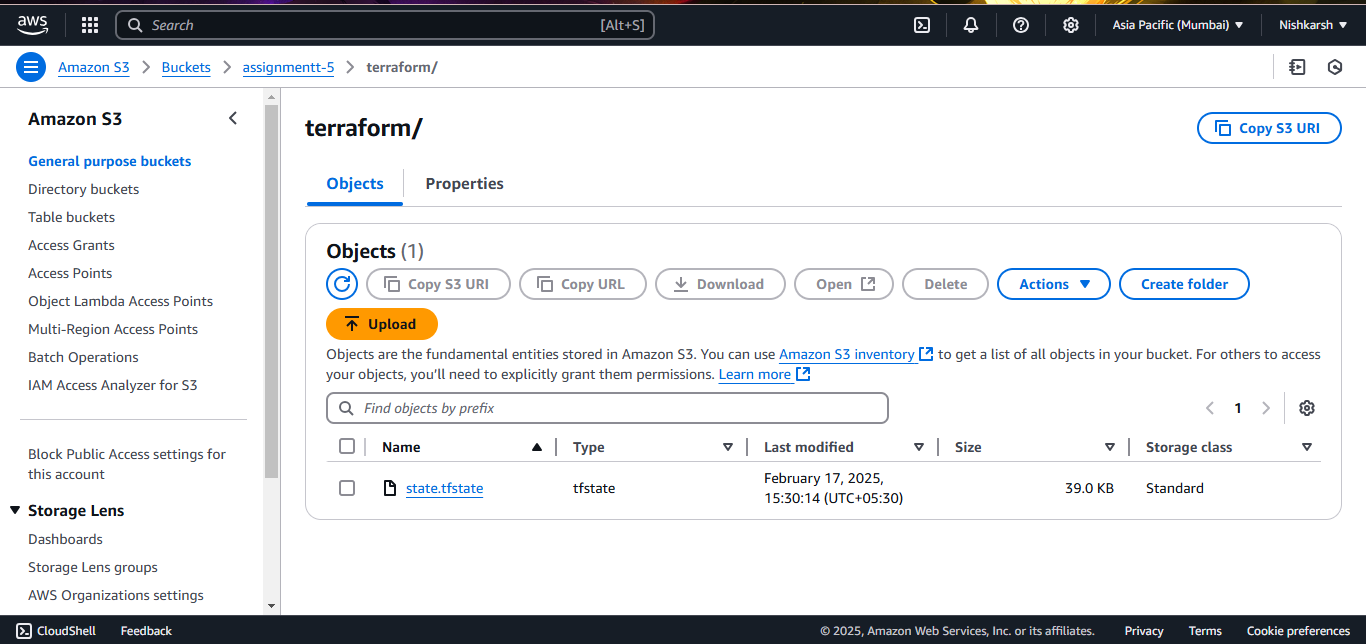 aws
Search [Alt+S]
Asia Pacific (Mumbai)
Nishkarsh
Amazon S3
Buckets
assignmentt-5
terraform/
Amazon S3
General purpose buckets
Directory buckets
Table buckets
Access Grants
Access Points
Object Lambda Access Points
Multi-Region Access Points
Batch Operations
IAM Access Analyzer for S3
Block Public Access settings for
this account
Storage Lens
Dashboards
Storage Lens groups
AWS Organizations settings
terraform/
Copy S3 URI
Objects
Properties
Objects (1)
Copy S3 URI
Copy URL
Download
Open
Delete
Actions
Create folder
Upload
Objects are the fundamental entities stored in Amazon S3. You can use Amazon S3 inventory to get a list of all objects in your bucket. For others to access
your objects, you'll need to explicitly grant them permissions. Learn more
Find objects by prefix
1
Name Type Last modified Size Storage class
state.tfstate tfstate February 17, 2025, 39.0 KB Standard
15:30:14 (UTC+05:30)
CloudShell
Feedback
© 2025, Amazon Web Services, Inc. or its affiliates.
Privacy
Terms
Cookie preferences